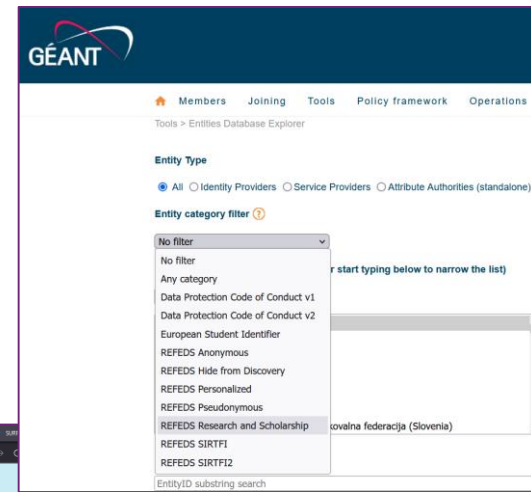 GÉANT
Members Joining Tools Policy framework Operations
Tools > Entities Database Explorer
Entity Type
All Identity Providers Service Providers Attribute Authorities (standalone)
Entity category filter ?
No filter
No filter
Any category
r start typing below to narrow the list)
Data Protection Code of Conduct v1
Data Protection Code of Conduct v2
European Student Identifier
REFEDS Anonymous
REFEDS Hide from Discovery
REFEDS Personalized
REFEDS Pseudonymous
REFEDS Research and Scholarship
kovalna federacija (Slovenia)
REFEDS SIRTFI
REFEDS SIRTFI2
EntityID substring search